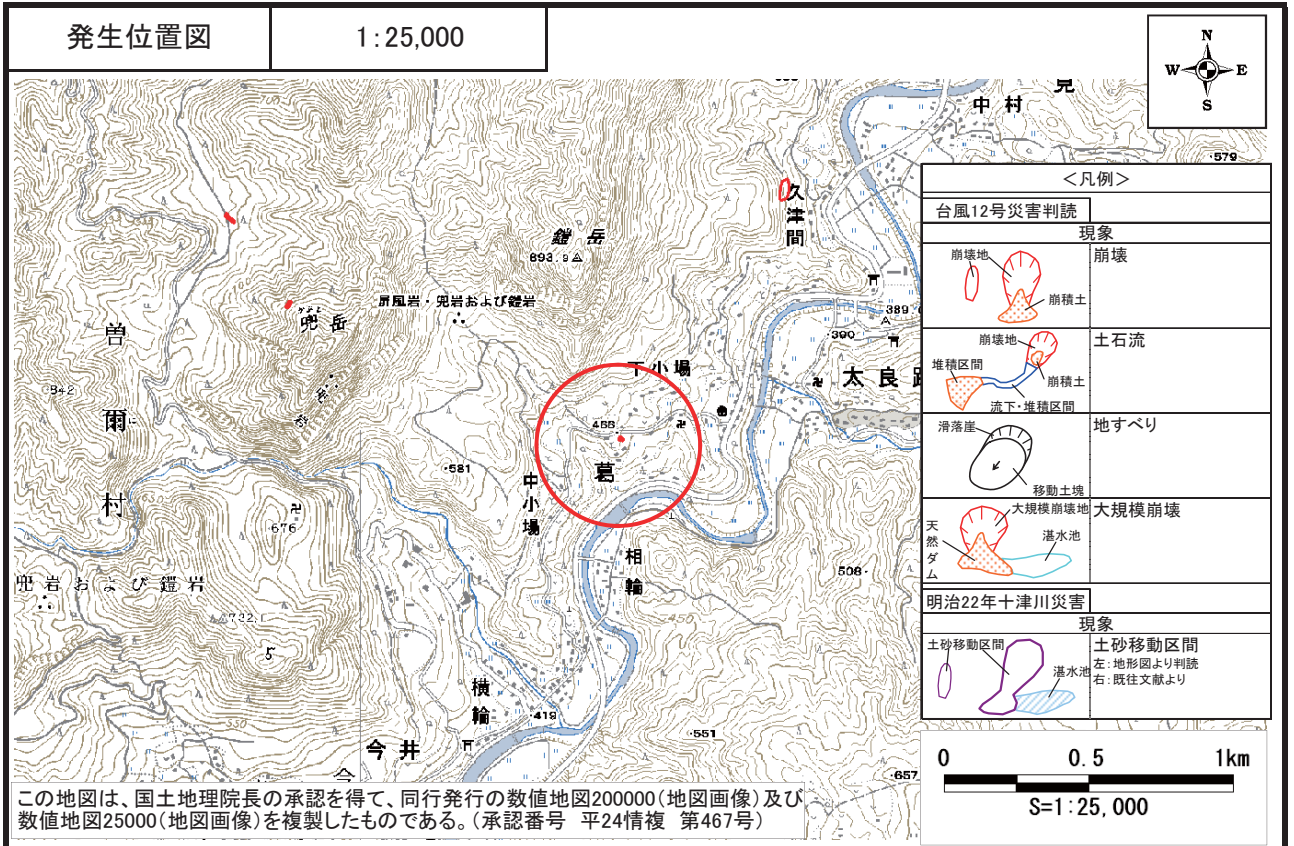 発生位置図
1:25,000
N
W
E
S
見
中村
579
久津間
鎧岳
893.9
屏風岩・兜岩および鎧岩
兜岳
曽爾村
842
389
390
下小場
太良路
488
葛
581
中小場
676
相輪
508
兜岩および鎧岩
732
450
横輪
419
550
551
今井
今
657
<凡例>
台風12号災害判読
現象
崩壊地
崩積土
崩壊
崩壊地
堆積区間
崩積土
流下・堆積区間
土石流
滑落崖
移動土塊
地すべり
大規模崩壊地
天然ダム
湛水池
大規模崩壊
明治22年十津川災害
現象
土砂移動区間
湛水池
土砂移動区間
左:地形図より判読
右:既往文献より
0 0.5 1km
S=1:25,000
この地図は、国土地理院長の承認を得て、同行発行の数値地図200000(地図画像)及び
数値地図25000(地図画像)を複製したものである。(承認番号 平24情複 第467号)